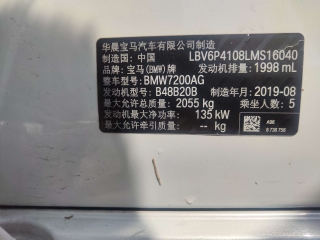 华晨宝马汽车有限公司制造
制造国：中国 LBV6P4108LMS16040
品牌：宝马(BMW)牌 发动机排量：1998 mL
整车型号：BMW7200AG
发动机型号：B48B20B 制造年月：2019-08
最大允许总质量：2055 kg 乘坐人数：5
发动机最大净功率：135 kW
最大允许牵引质量：-- kg
ABE
8 738 756